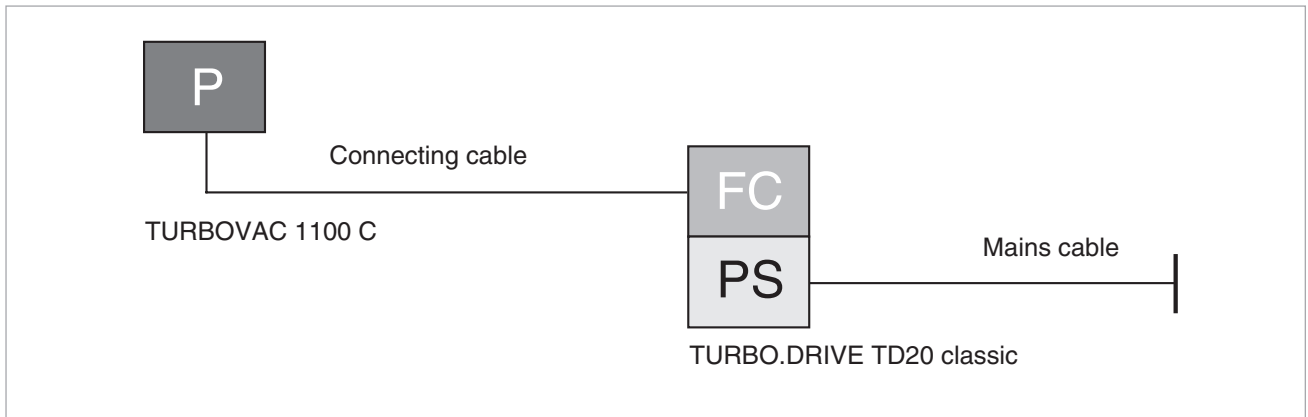 P
Connecting cable
FC
TURBOVAC 1100 C
Mains cable
PS
TURBO.DRIVE TD20 classic